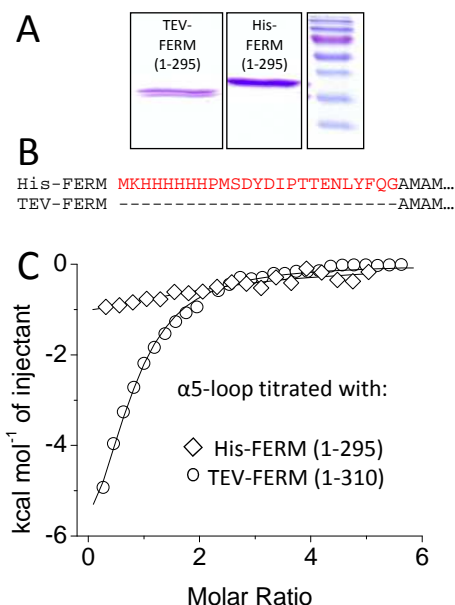 A
TEV-
FERM
(1-295)
His-
FERM
(1-295)
B
His-FERM MKHHHHHHPMSDYDIPTTENLYFQGAMAM…
TEV-FERM -------------------------AMAM…
C
kcal mol⁻¹ of injectant
0
-2
-4
-6
α5-loop titrated with:
◇ His-FERM (1-295)
○ TEV-FERM (1-310)
0 2 4 6
Molar Ratio